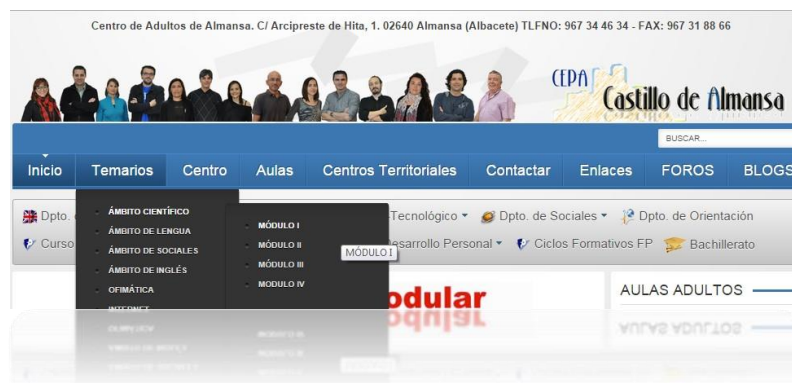 Centro de Adultos de Almansa. C/ Arcipreste de Hita, 1. 02640 Almansa (Albacete) TLFNO: 967 34 46 34 - FAX: 967 31 88 66
CEPA
Castillo de Almansa
BUSCAR...
Inicio Temarios Centro Aulas Centros Territoriales Contactar Enlaces FOROS BLOGS
Dpto. Tecnológico Dpto. de Sociales Dpto. de Orientación
Curso Desarrollo Personal Ciclos Formativos FP Bachillerato
ÁMBITO CIENTÍFICO
ÁMBITO DE LENGUA
ÁMBITO DE SOCIALES
ÁMBITO DE INGLÉS
OFIMÁTICA
INTERNET
MÓDULO I
MÓDULO II
MÓDULO III
MODULO IV
MÓDULO I
odular
AULAS ADULTOS